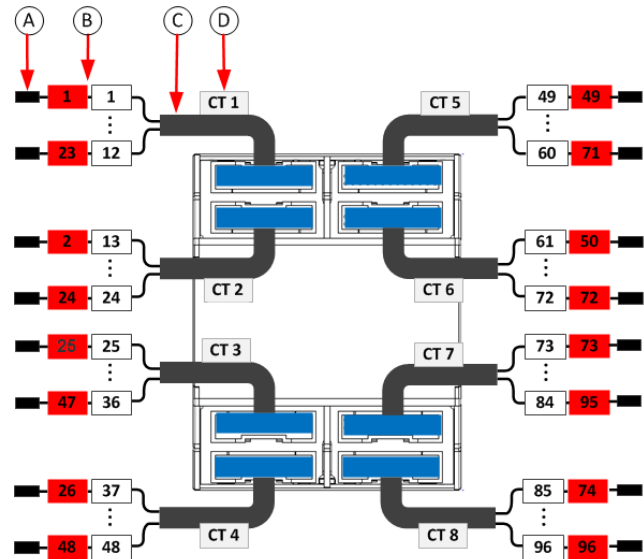 A B C D
1 1 CT 1 CT 5 49 49
23 12 60 71
2 13 61 50
24 24 CT 2 CT 6 72 72
25 25 CT 3 CT 7 73 73
47 36 84 95
26 37 85 74
48 48 CT 4 CT 8 96 96